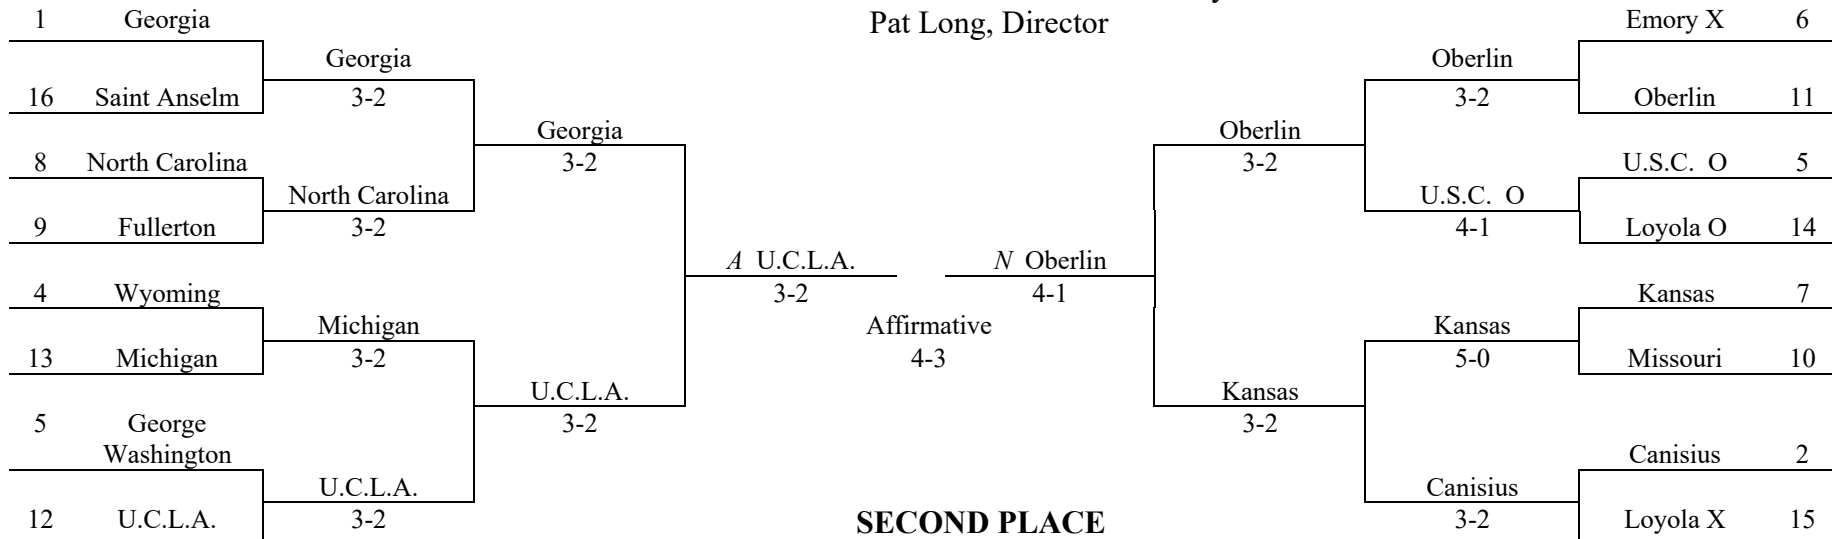 Pat Long, Director
1 Georgia
16 Saint Anselm
8 North Carolina
9 Fullerton
4 Wyoming
13 Michigan
5 George
Washington
12 U.C.L.A.
Georgia
3-2
North Carolina
3-2
Michigan
3-2
U.C.L.A.
3-2
Georgia
3-2
U.C.L.A.
3-2
A U.C.L.A.
3-2
N Oberlin
4-1
Affirmative
4-3
SECOND PLACE
Oberlin
3-2
Kansas
3-2
Oberlin
3-2
U.S.C. O
4-1
Kansas
5-0
Canisius
3-2
Emory X 6
Oberlin 11
U.S.C. O 5
Loyola O 14
Kansas 7
Missouri 10
Canisius 2
Loyola X 15